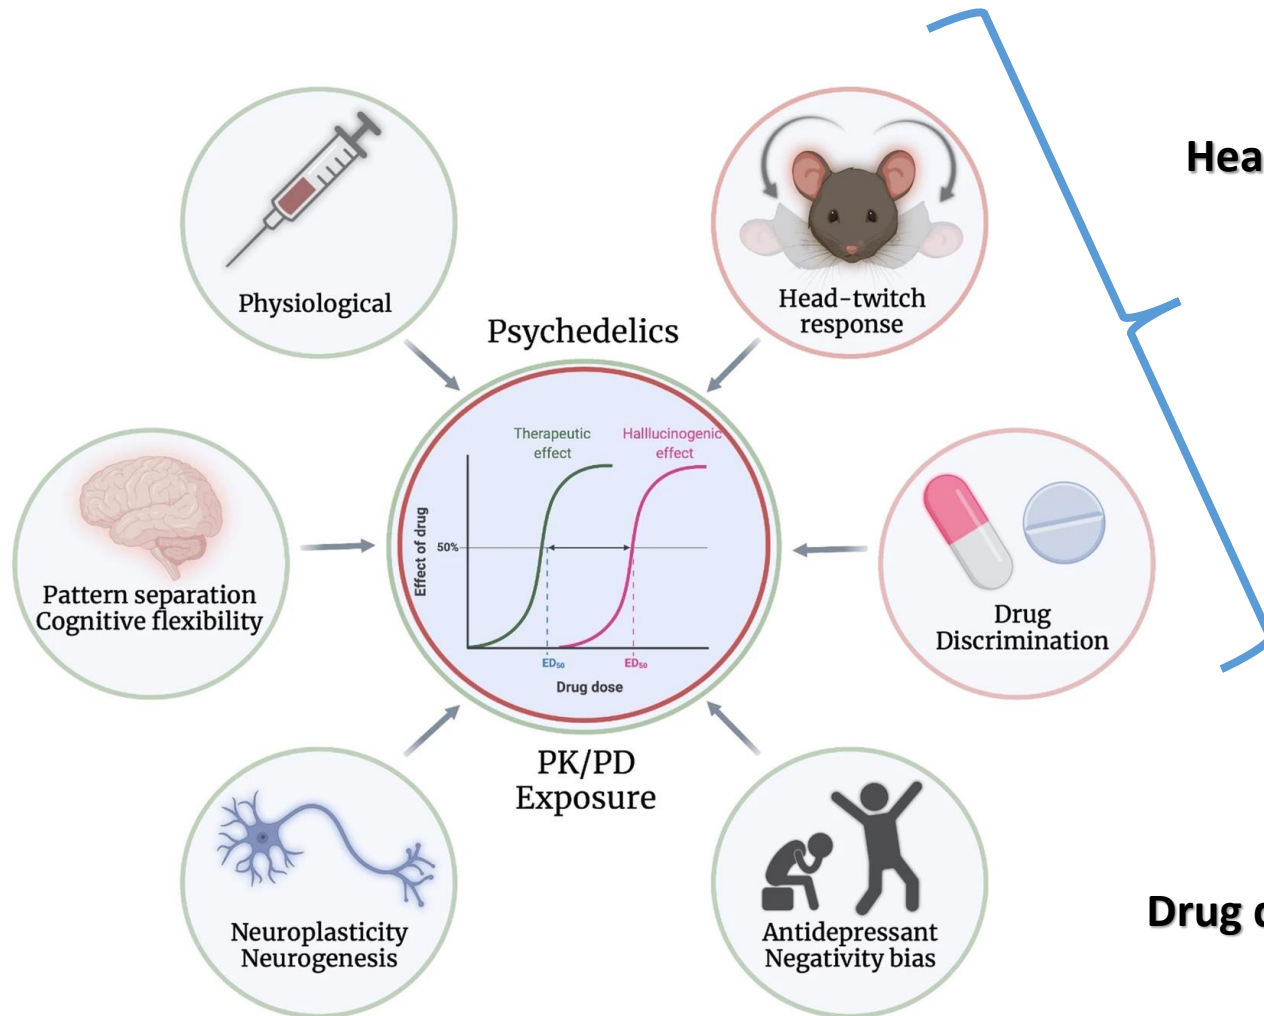 Hea
Physiological
Head-twitch
response
Psychedelics
Therapeutic
effect
Halllucinogenic
effect
Effect of drug
50%
ED50
ED50
Drug dose
Pattern separation
Cognitive flexibility
Drug
Discrimination
PK/PD
Exposure
Neuroplasticity
Neurogenesis
Antidepressant
Negativity bias
Drug